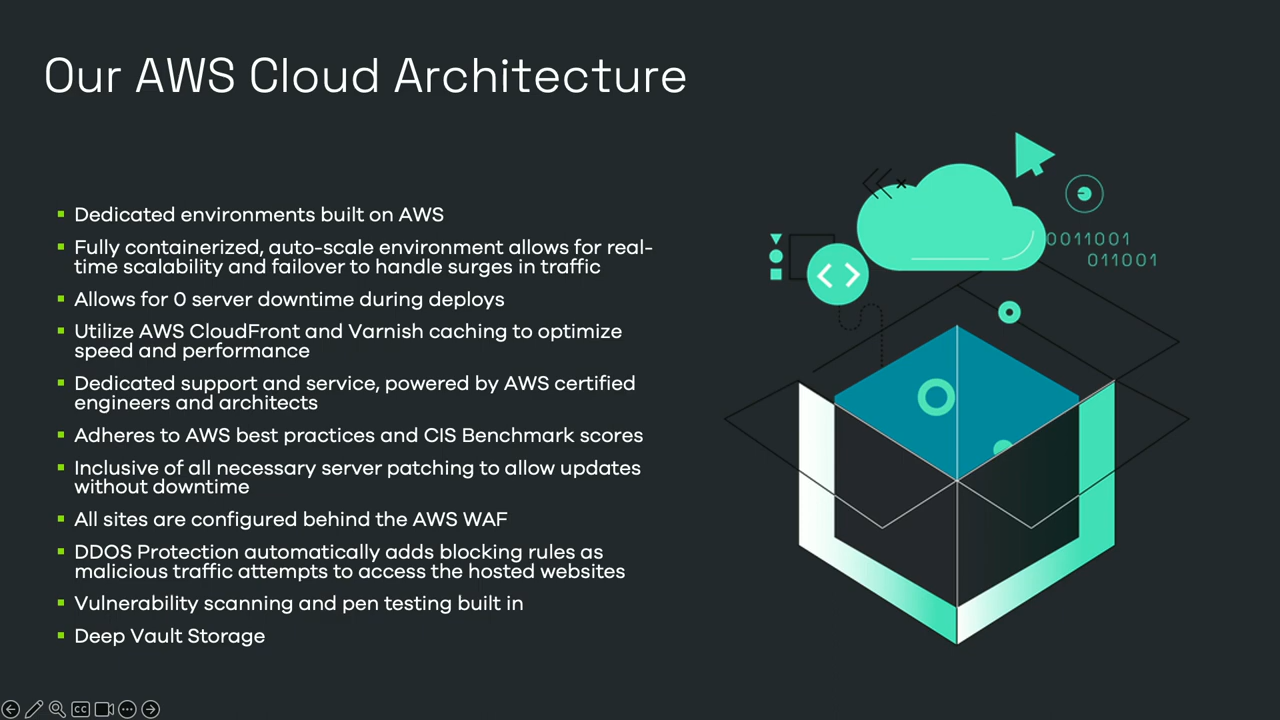 Our AWS Cloud Architecture
Dedicated environments built on AWS
Fully containerized, auto-scale environment allows for real-
time scalability and failover to handle surges in traffic
Allows for 0 server downtime during deploys
Utilize AWS CloudFront and Varnish caching to optimize
speed and performance
Dedicated support and service, powered by AWS certified
engineers and architects
Adheres to AWS best practices and CIS Benchmark scores
Inclusive of all necessary server patching to allow updates
without downtime
All sites are configured behind the AWS WAF
DDOS Protection automatically adds blocking rules as
malicious traffic attempts to access the hosted websites
Vulnerability scanning and pen testing built in
Deep Vault Storage
0011001
011001
CC